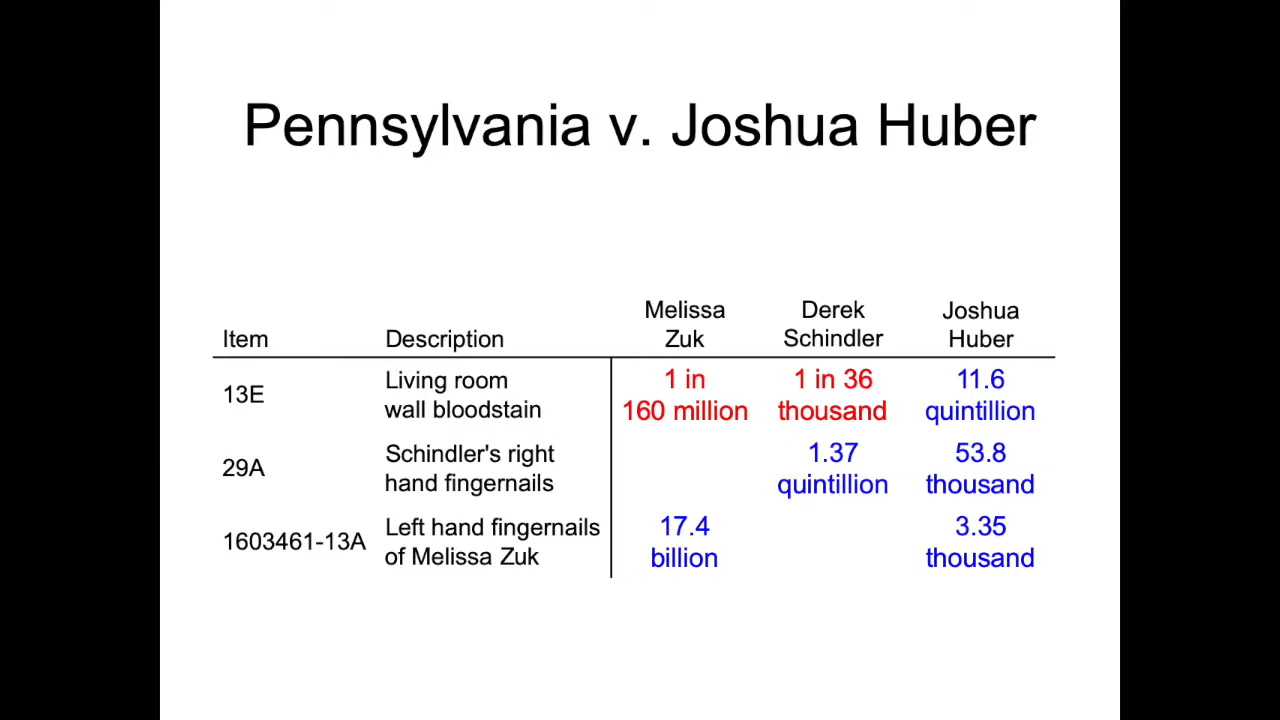 Pennsylvania v. Joshua Huber
Melissa Derek Joshua
Item Description Zuk Schindler Huber
13E Living room 1 in 1 in 36 11.6
wall bloodstain 160 million thousand quintillion
29A Schindler's right 1.37 53.8
hand fingernails quintillion thousand
1603461-13A Left hand fingernails 17.4 3.35
of Melissa Zuk billion thousand